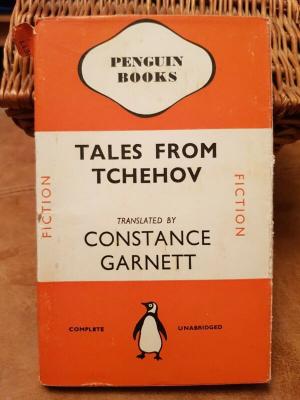 PENGUIN
BOOKS
TALES FROM
TCHEHOV
FICTION
FICTION
TRANSLATED BY
CONSTANCE
GARNETT
COMPLETE
UNABRIDGED